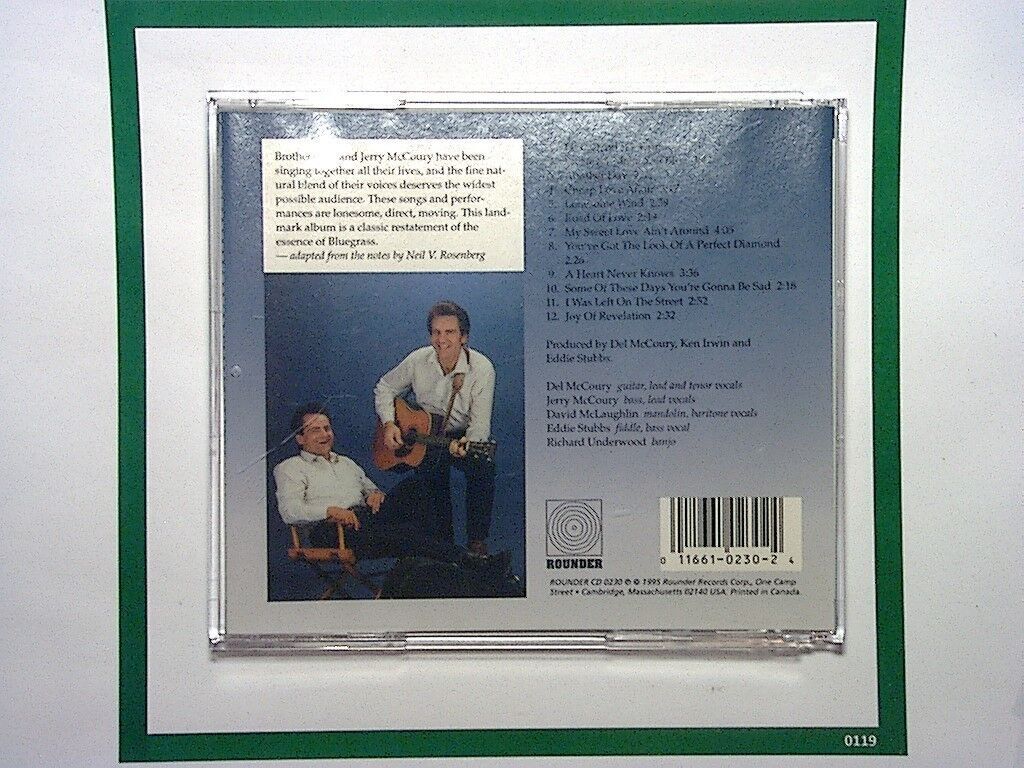 and Jerry McCoury have been
singing together all their lives, and the fine nat-
ural blend of their voices deserves the widest
possible audience. These songs and perfor-
mances are lonesome, direct, moving. This land-
mark album is a classic restatement of the
essence of Bluegrass.
— adapted from the notes by Neil V. Rosenberg
Another Day
4. Cheap Love Affair
5. Lonesome Wind 2:39
6. Kind Of Love 2:14
7. My Sweet Love Ain't Around 4:05
8. You've Got The Look Of A Perfect Diamond
2:26
9. A Heart Never Knows 3:36
10. Some Of These Days You're Gonna Be Sad 2:18
11. I Was Left On The Street 2:52
12. Joy Of Revelation 2:32
Produced by Del McCoury, Ken Irwin and
Eddie Stubbs.
Del McCoury guitar, lead and tenor vocals
Jerry McCoury bass, lead vocals
David McLaughlin mandolin, baritone vocals
Eddie Stubbs fiddle, bass vocal
Richard Underwood banjo
ROUNDER
0 11661-0230-2 4
ROUNDER CD 0230 ℗ © 1995 Rounder Records Corp., One Camp
Street • Cambridge, Massachusetts 02140 USA. Printed in Canada.
0119